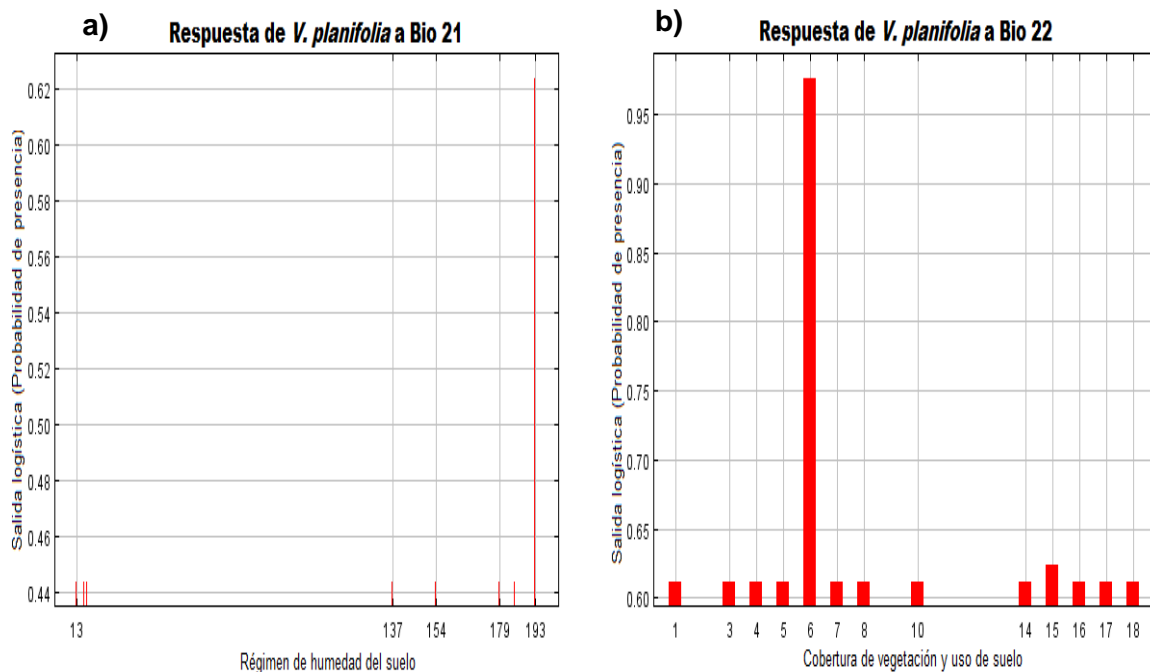 a)
Respuesta de V. planifolia a Bio 21
Salida logística (Probabilidad de presencia)
0.62
0.60
0.58
0.56
0.54
0.52
0.50
0.48
0.46
0.44
13 137 154 179 193
Régimen de humedad del suelo
b)
Respuesta de V. planifolia a Bio 22
Salida logística (Probabilidad de presencia)
0.95
0.90
0.85
0.80
0.75
0.70
0.65
0.60
1 3 4 5 6 7 8 10 14 15 16 17 18
Cobertura de vegetación y uso de suelo